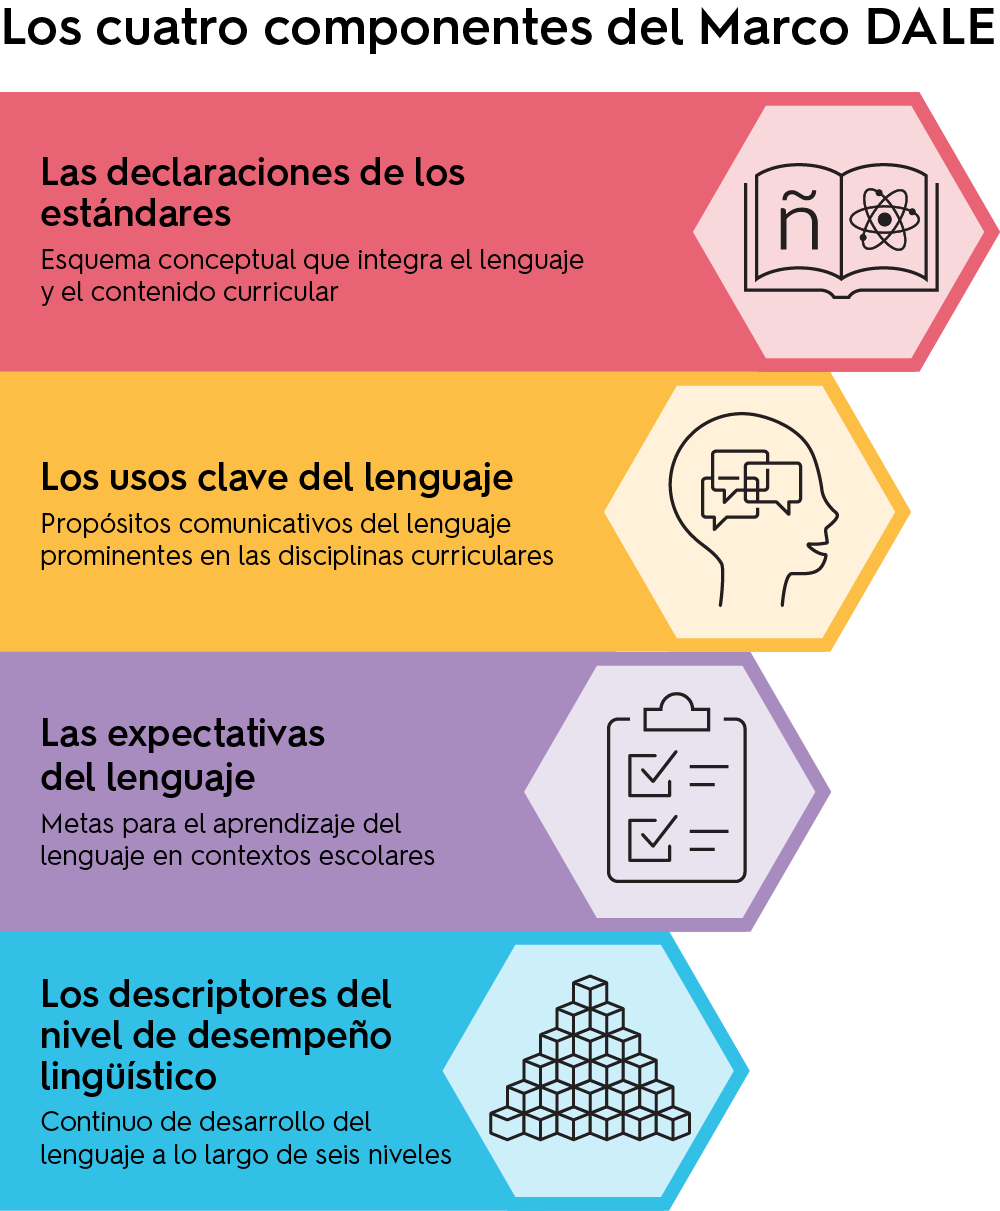 Los cuatro componentes del Marco DALE
Las declaraciones de los
estándares
Esquema conceptual que integra el lenguaje
y el contenido curricular
ñ
Los usos clave del lenguaje
Propósitos comunicativos del lenguaje
prominentes en las disciplinas curriculares
Las expectativas
del lenguaje
Metas para el aprendizaje del
lenguaje en contextos escolares
Los descriptores del
nivel de desempeño
lingüístico
Continuo de desarrollo del
lenguaje a lo largo de seis niveles